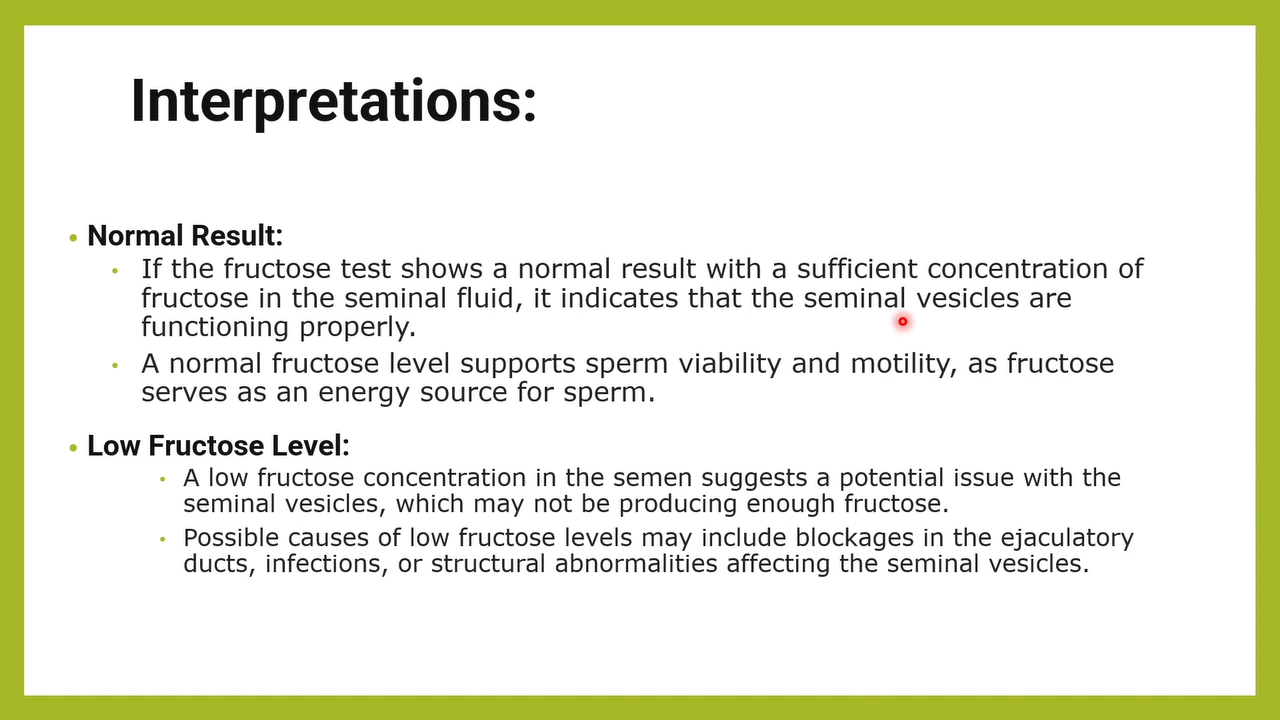 Interpretations:
• Normal Result:
• If the fructose test shows a normal result with a sufficient concentration of
fructose in the seminal fluid, it indicates that the seminal vesicles are
functioning properly.
• A normal fructose level supports sperm viability and motility, as fructose
serves as an energy source for sperm.
• Low Fructose Level:
• A low fructose concentration in the semen suggests a potential issue with the
seminal vesicles, which may not be producing enough fructose.
• Possible causes of low fructose levels may include blockages in the ejaculatory
ducts, infections, or structural abnormalities affecting the seminal vesicles.